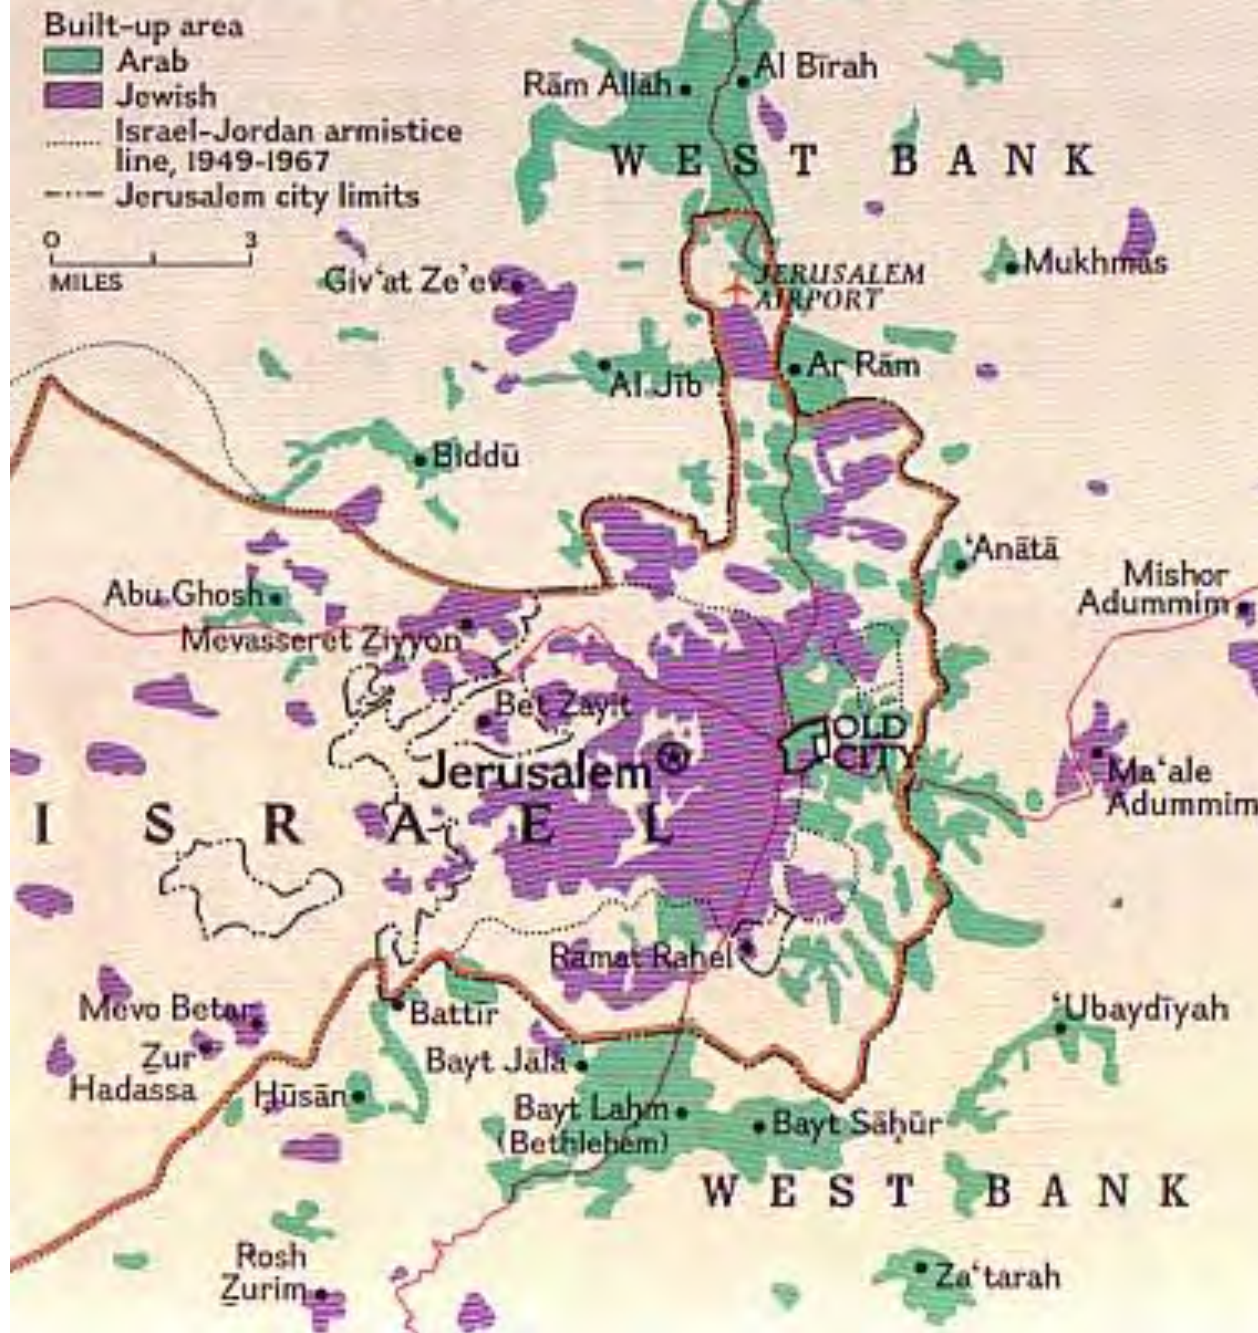 Built-up area
Arab
Jewish
Israel-Jordan armistice
line, 1949-1967
Jerusalem city limits
0 3
MILES
Rām Allāh
Al Bīrah
WEST BANK
Giv‘at Ze’ev
JERUSALEM
AIRPORT
Mukhmās
Al Jīb
Ar Rām
Biddū
‘Anātā
Abu Ghosh
Mishor
Adummim
Mevasseret Ziyyon
Bet Zayit
OLD
CITY
Jerusalem
Ma‘ale
Adummim
ISRAEL
Ramat Rahel
Mevo Betar
Battīr
‘Ubaydīyah
Z̲ur
Hadassa
Bayt Jālā
Hūsān
Bayt Lahm
(Bethlehem)
Bayt Sāḥūr
WEST BANK
Rosh
Z̲urim
Za‘tarah